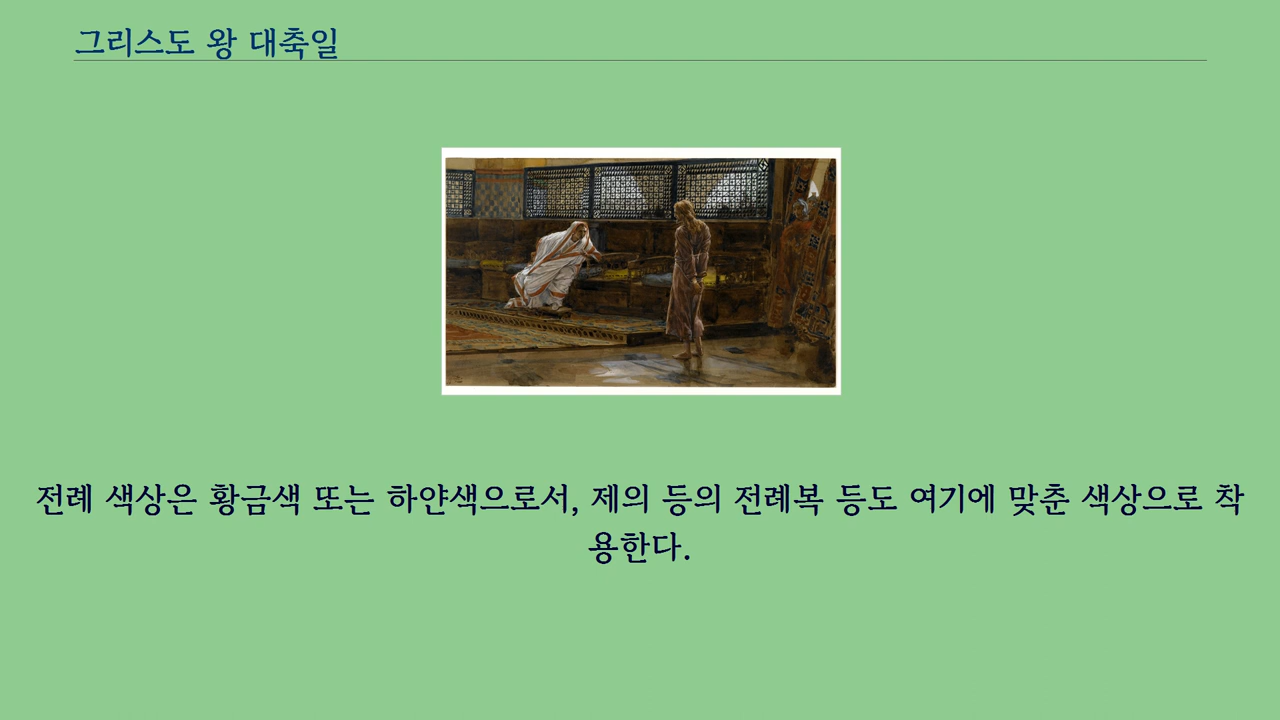 그리스도 왕 대축일
전례 색상은 황금색 또는 하얀색으로서, 제의 등의 전례복 등도 여기에 맞춘 색상으로 착
용한다.